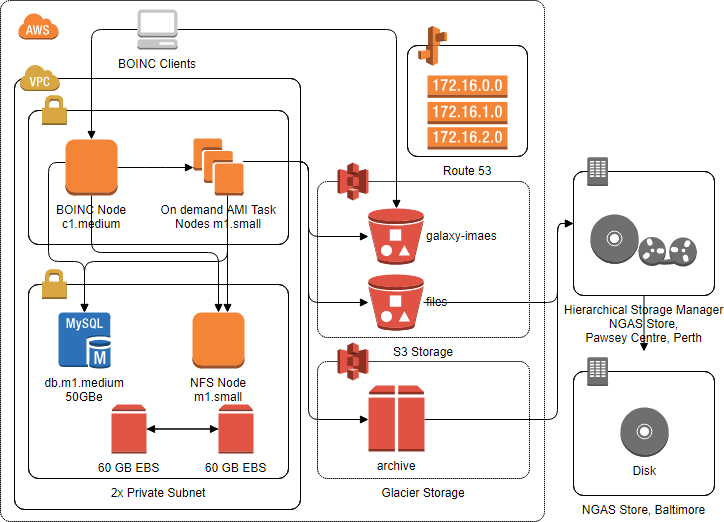 AWS
BOINC Clients
VPC
172.16.0.0
172.16.1.0
172.16.2.0
Route 53
BOINC Node
c1.medium
On demand AMI Task
Nodes m1.small
galaxy-imaes
files
S3 Storage
Hierarchical Storage Manager
NGAS Store,
Pawsey Centre, Perth
MySQL
M
db.m1.medium
50GBe
NFS Node
m1.small
60 GB EBS
60 GB EBS
2x Private Subnet
archive
Glacier Storage
Disk
NGAS Store, Baltimore